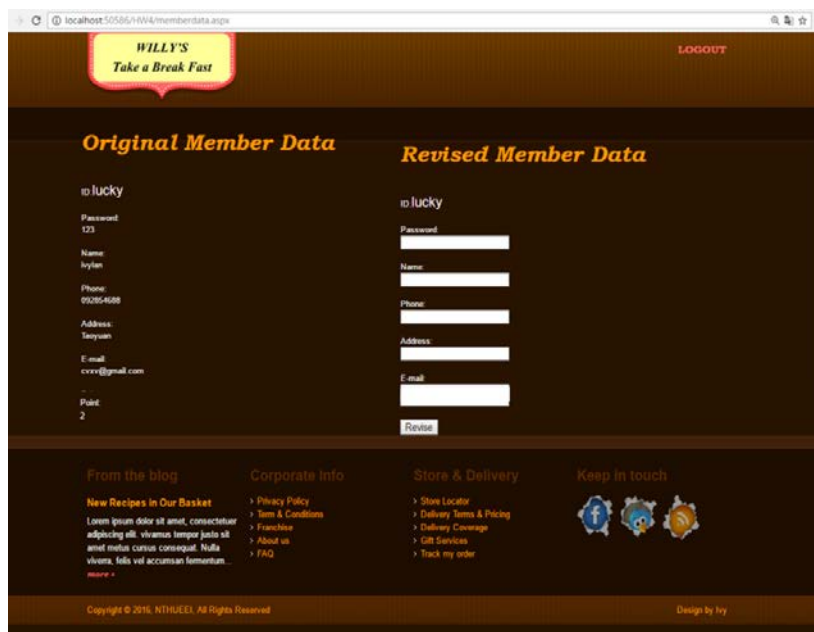 localhost:50586/HW4/memberdata.aspx
WILLY'S
Take a Break Fast
LOGOUT
Original Member Data
ID:lucky
Password:
123
Name:
Ivylan
Phone:
092854688
Address:
Taoyuan
E-mail:
cvxv@gmail.com
Point:
2
Revised Member Data
ID:lucky
Password:
Name:
Phone:
Address:
E-mail:
Revise
From the blog
New Recipes in Our Basket
Lorem ipsum dolor sit amet, consectetuer
adipiscing elit. vivamus tempor justo sit
amet metus cursus consequat. Nulla
viverra, felis vel accumsan fermentum...
more »
Corporate Info
› Privacy Policy
› Term & Conditions
› Franchise
› About us
› FAQ
Store & Delivery
› Store Locator
› Delivery Terms & Pricing
› Delivery Coverage
› Gift Services
› Track my order
Keep in touch
Copyright © 2016, NTHUEEI, All Rights Reserved
Design by Ivy